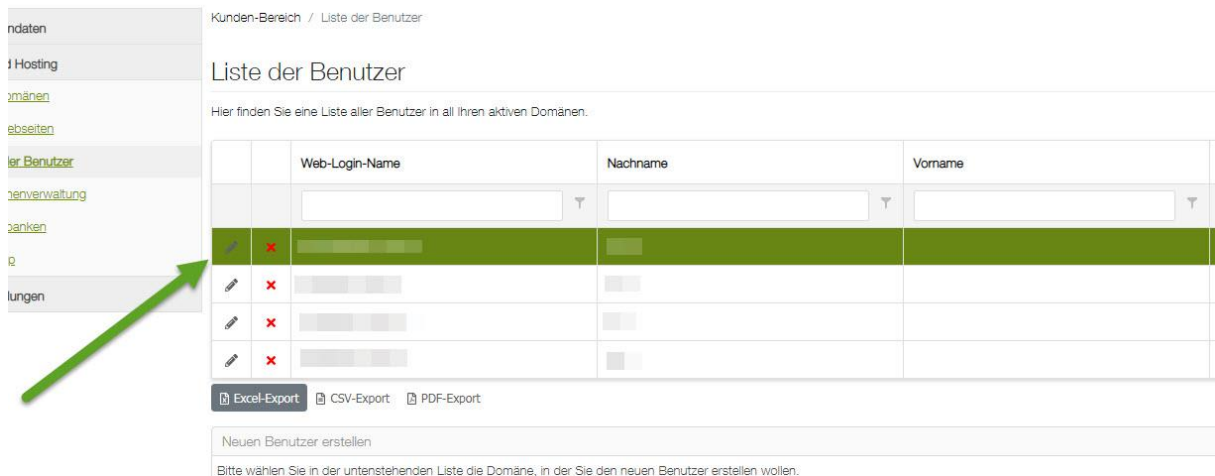 ndaten
d Hosting
omänen
ebseiten
der Benutzer
nenverwaltung
banken
p
lungen
Kunden-Bereich / Liste der Benutzer
Liste der Benutzer
Hier finden Sie eine Liste aller Benutzer in all Ihren aktiven Domänen.
Web-Login-Name Nachname Vorname
Excel-Export CSV-Export PDF-Export
Neuen Benutzer erstellen
Bitte wählen Sie in der untenstehenden Liste die Domäne, in der Sie den neuen Benutzer erstellen wollen.